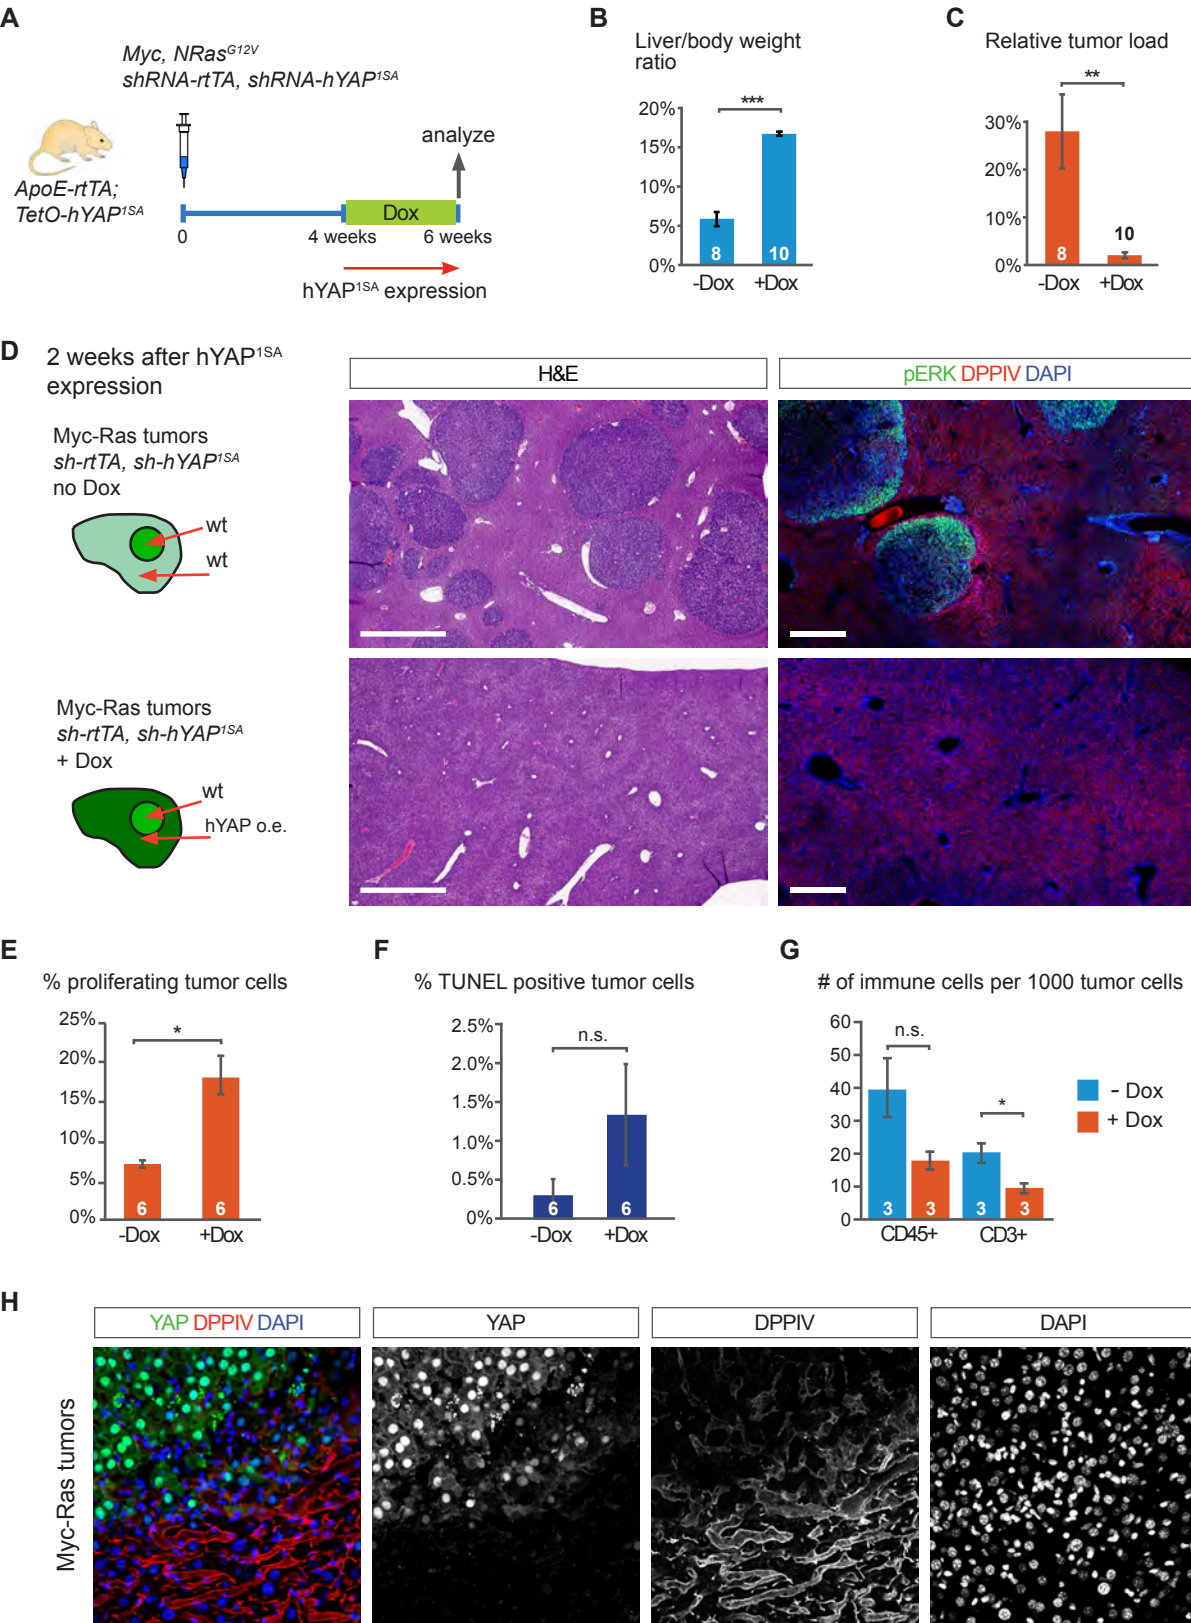 A
Myc, NRasG12V
shRNA-rtTA, shRNA-hYAP1SA
ApoE-rtTA;
TetO-hYAP1SA
analyze
Dox
0
4 weeks
6 weeks
hYAP1SA expression
B
Liver/body weight
ratio
***
20%
15%
10%
5%
0%
8
10
-Dox
+Dox
C
Relative tumor load
**
30%
20%
10%
0%
8
10
-Dox
+Dox
D
2 weeks after hYAP1SA
expression
H&E
pERK DPPIV DAPI
Myc-Ras tumors
sh-rtTA, sh-hYAP1SA
no Dox
wt
wt
Myc-Ras tumors
sh-rtTA, sh-hYAP1SA
+ Dox
wt
hYAP o.e.
E
% proliferating tumor cells
25%
20%
15%
10%
5%
0%
*
6
6
-Dox
+Dox
F
% TUNEL positive tumor cells
2.5%
2.0%
1.5%
1.0%
0.5%
0%
n.s.
6
6
-Dox
+Dox
G
# of immune cells per 1000 tumor cells
60
50
40
30
20
10
0
n.s.
*
3
3
3
3
CD45+
CD3+
- Dox
+ Dox
H
YAP DPPIV DAPI
YAP
DPPIV
DAPI
Myc-Ras tumors